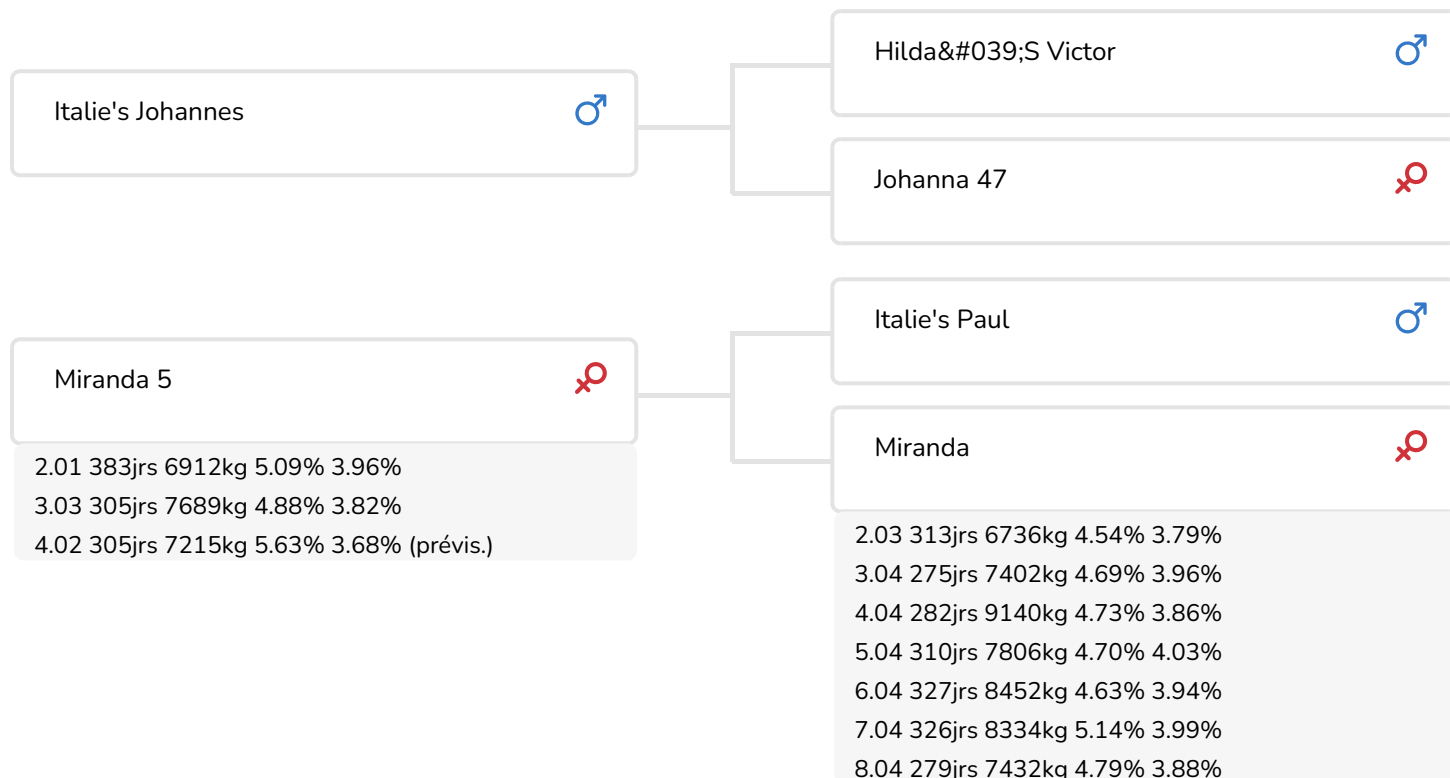 Italie's Johannes
Hilda&#039;S Victor
Johanna 47
Miranda 5
2.01 383jrs 6912kg 5.09% 3.96%
3.03 305jrs 7689kg 4.88% 3.82%
4.02 305jrs 7215kg 5.63% 3.68% (prévis.)
Italie's Paul
Miranda
2.03 313jrs 6736kg 4.54% 3.79%
3.04 275jrs 7402kg 4.69% 3.96%
4.04 282jrs 9140kg 4.73% 3.86%
5.04 310jrs 7806kg 4.70% 4.03%
6.04 327jrs 8452kg 4.63% 3.94%
7.04 326jrs 8334kg 5.14% 3.99%
8.04 279jrs 7432kg 4.79% 3.88%